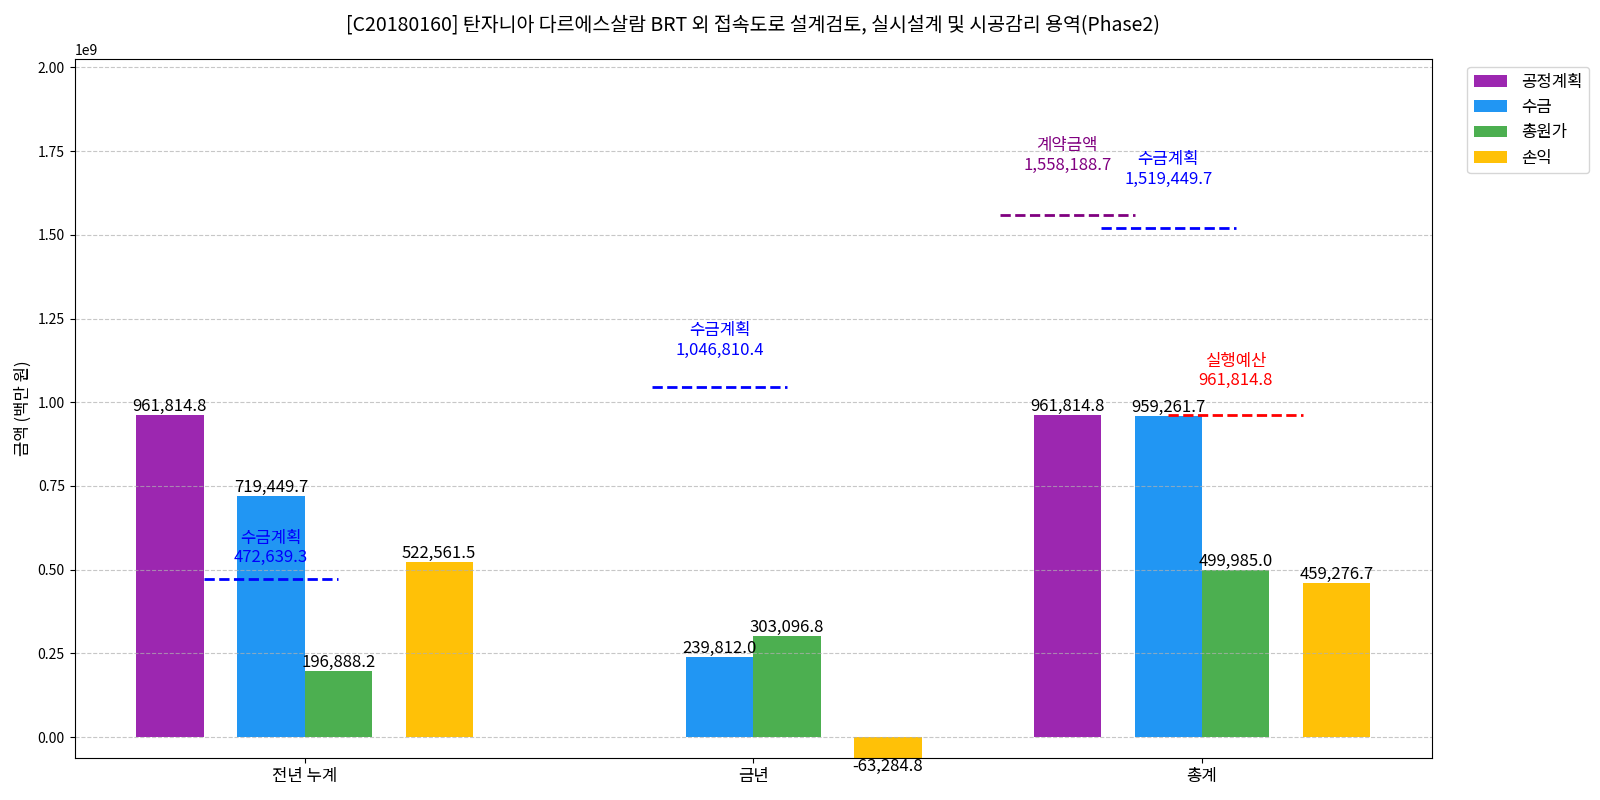 [C20180160] 탄자니아 다르에스살람 BRT 외 접속도로 설계검토, 실시설계 및 시공감리 용역(Phase2)
1e9
2.00
1.75
1.50
1.25
1.00
0.75
0.50
0.25
0.00
금액 (백만 원)
공정계획
수금
총원가
손익
계약금액
1,558,188.7
수금계획
1,519,449.7
수금계획
1,046,810.4
실행예산
961,814.8
961,814.8
719,449.7
수금계획
472,639.3
196,888.2
522,561.5
239,812.0
303,096.8
-63,284.8
961,814.8
959,261.7
499,985.0
459,276.7
전년 누계
금년
총계